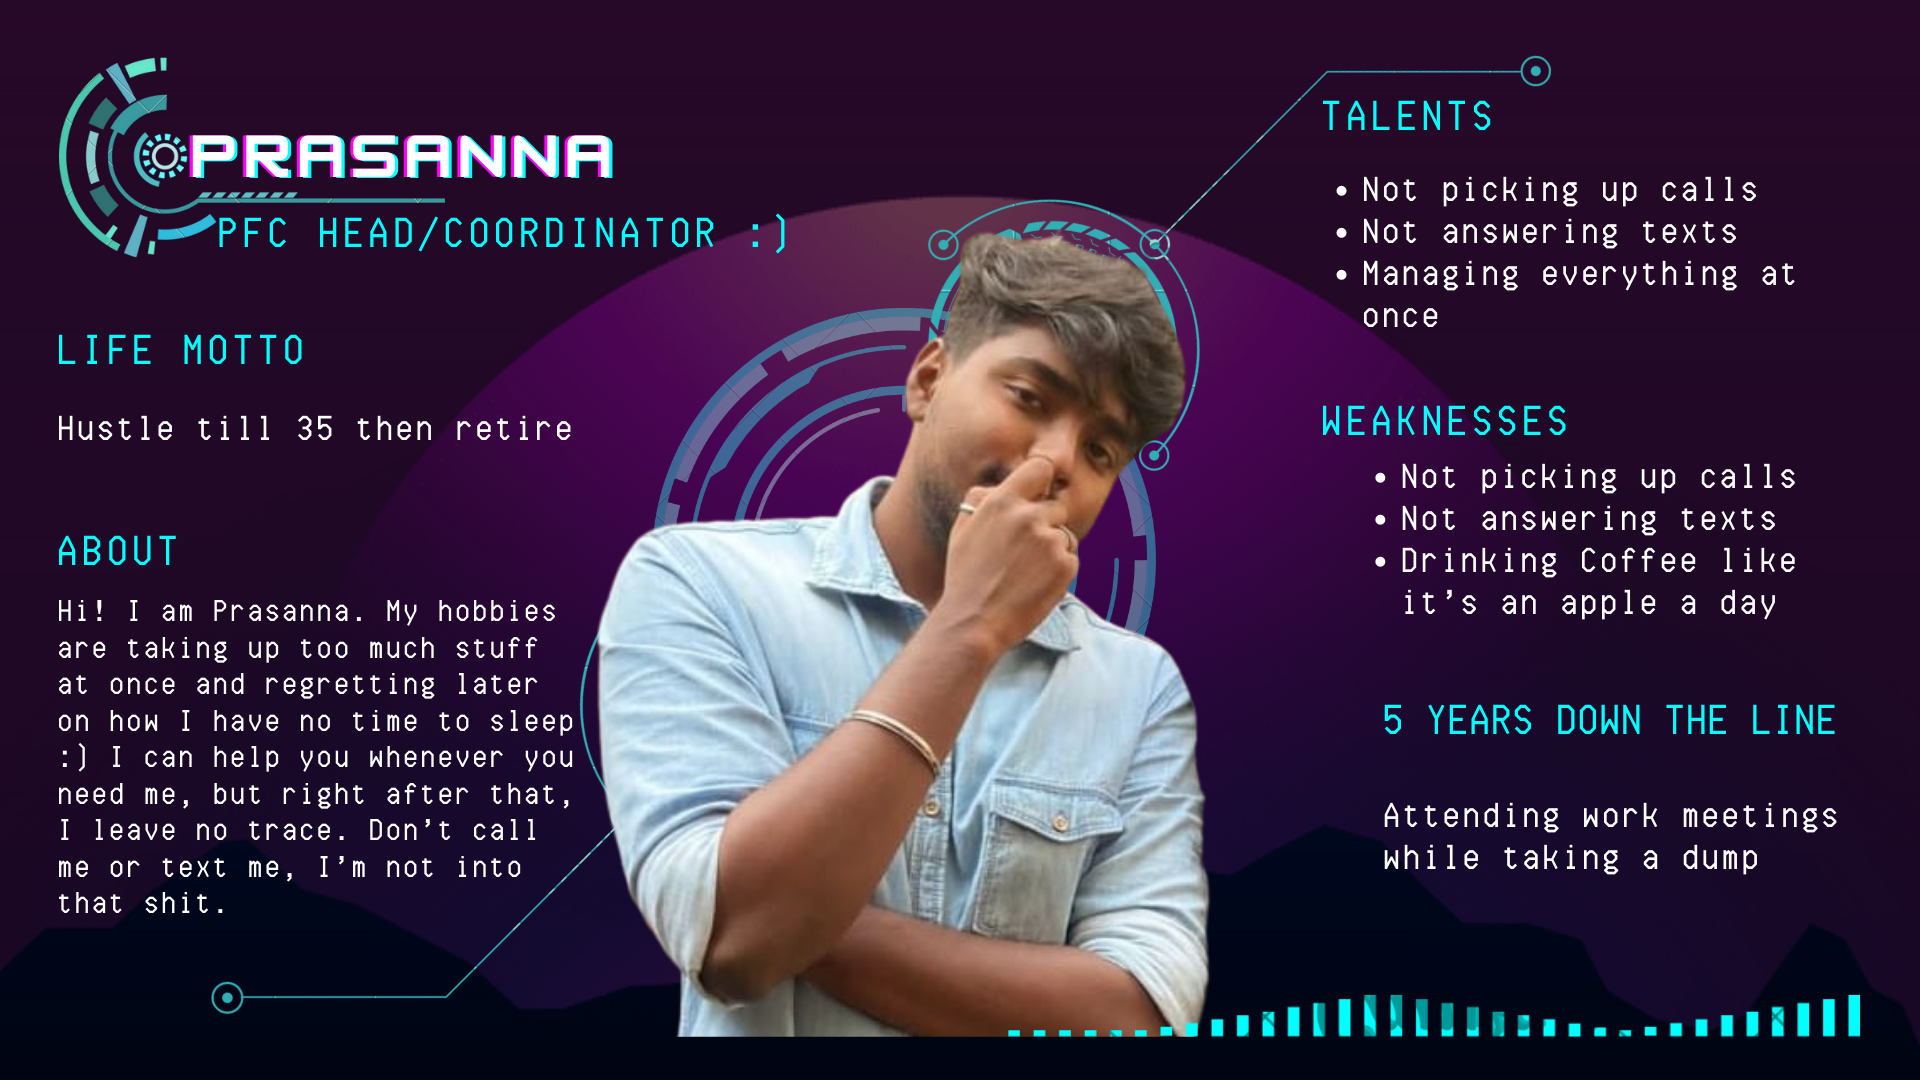 PRASANNA
PFC HEAD/COORDINATOR :)
LIFE MOTTO
Hustle till 35 then retire
ABOUT
Hi! I am Prasanna. My hobbies
are taking up too much stuff
at once and regretting later
on how I have no time to sleep
:) I can help you whenever you
need me, but right after that,
I leave no trace. Don’t call
me or text me, I’m not into
that shit.
TALENTS
• Not picking up calls
• Not answering texts
• Managing everything at
once
WEAKNESSES
• Not picking up calls
• Not answering texts
• Drinking Coffee like
it’s an apple a day
5 YEARS DOWN THE LINE
Attending work meetings
while taking a dump